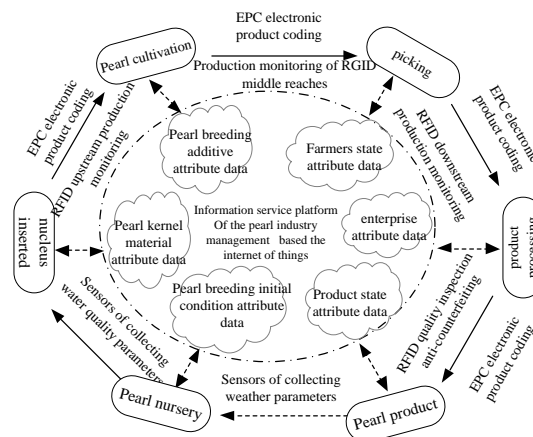 EPC electronic
product coding
Pearl cultivation
picking
Production monitoring of RGID
middle reaches
EPC electronic
product coding
RFID upstream production
monitoring
Pearl breeding
additive
attribute data
Farmers state
attribute data
RFID downstream
production monitoring
EPC electronic
product coding
nucleus
inserted
Pearl kernel
material
attribute data
Information service platform
Of the pearl industry
management based the
internet of things
enterprise
attribute data
product
processing
Pearl breeding initial
condition attribute
data
Product state
attribute data
Sensors of collecting
water quality parameters
RFID quality inspection
anti-counterfeiting
EPC electronic
product coding
Sensors of collecting
weather parameters
Pearl nursery
Pearl product